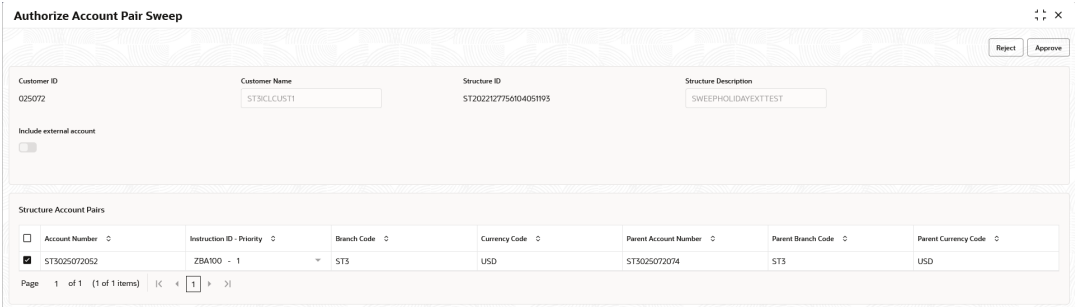 Authorize Account Pair Sweep
Reject Approve
Customer ID Customer Name Structure ID Structure Description
025072 ST3ICLCUST1 ST2022127756104051193 SWEEPHOLIDAYEXTTEST
Include external account
Structure Account Pairs
Account Number Instruction ID - Priority Branch Code Currency Code Parent Account Number Parent Branch Code Parent Currency Code
ST3025072052 ZBA100 - 1 ST3 USD ST3025072074 ST3 USD
Page 1 of 1 (1 of 1 items) 1